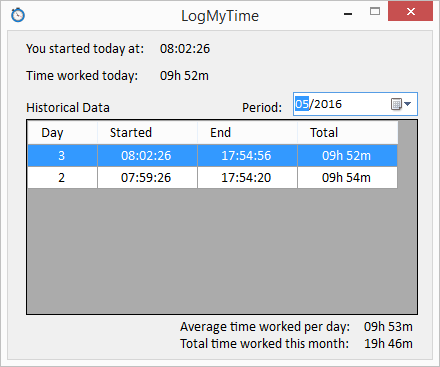 LogMyTime
You started today at: 08:02:26
Time worked today: 09h 52m
Historical Data Period: 05/2016
Day Started End Total
3 08:02:26 17:54:56 09h 52m
2 07:59:26 17:54:20 09h 54m
Average time worked per day: 09h 53m
Total time worked this month: 19h 46m